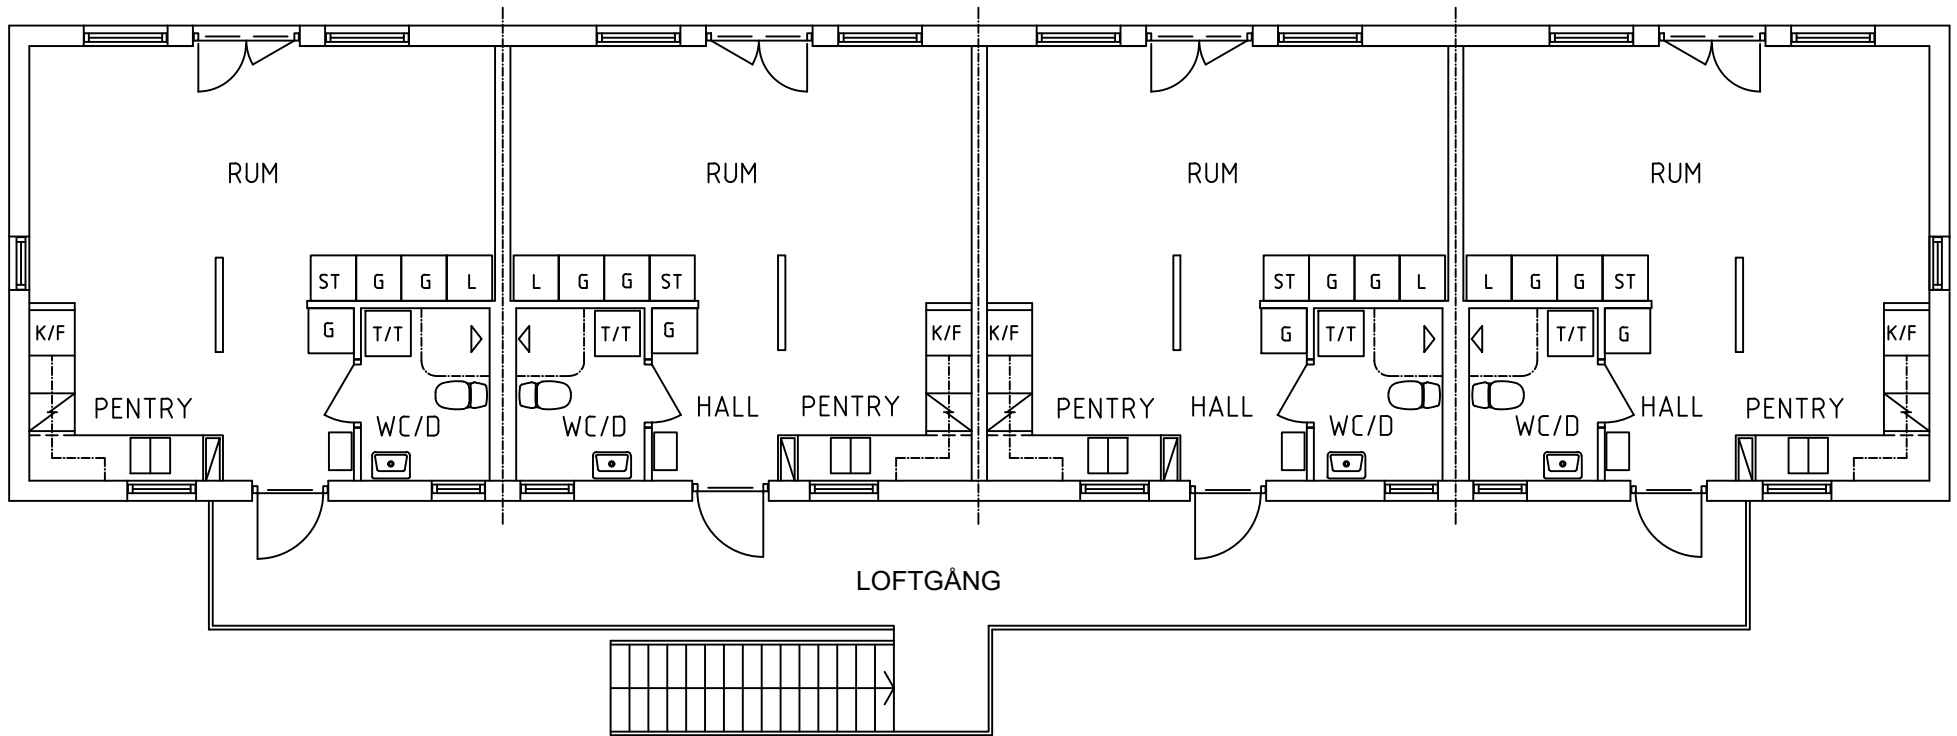 RUM RUM RUM RUM
ST G G L L G G ST ST G G L L G G ST
K/F G T/T T/T G K/F K/F G T/T T/T G K/F
PENTRY WC/D WC/D HALL PENTRY PENTRY HALL WC/D WC/D HALL PENTRY
LOFTGÅNG